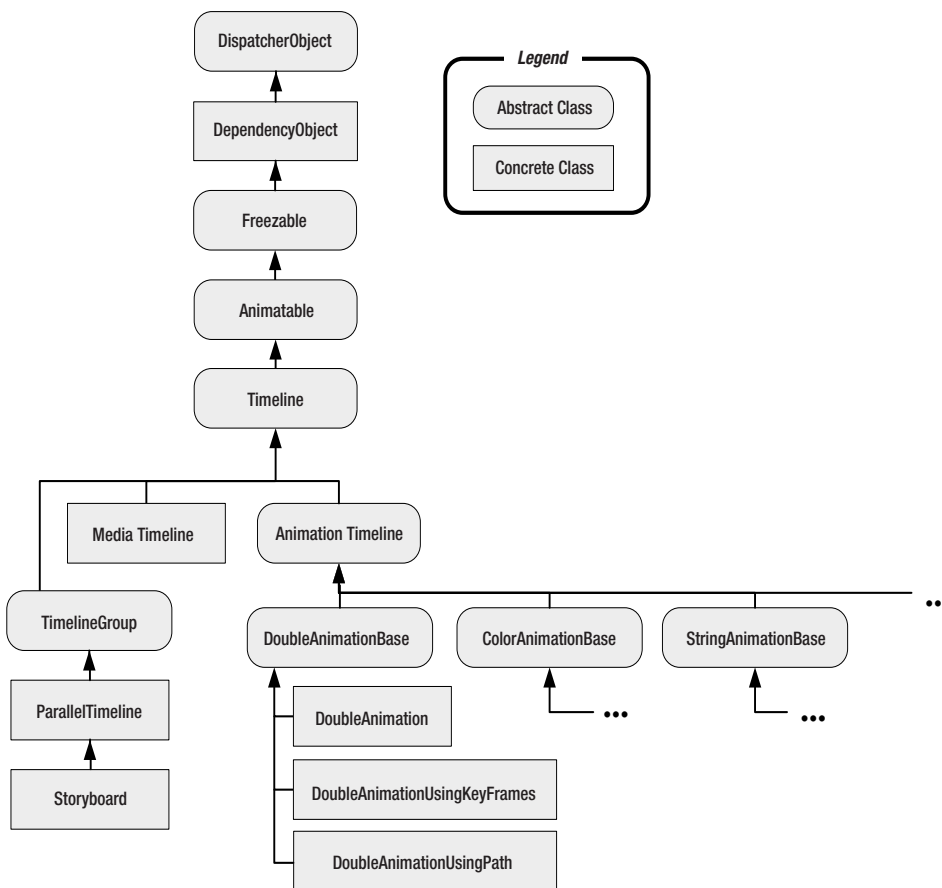 DispatcherObject
Legend
Abstract Class
DependencyObject
Concrete Class
Freezable
Animatable
Timeline
Media Timeline
Animation Timeline
TimelineGroup
DoubleAnimationBase
ColorAnimationBase
StringAnimationBase
...
ParallelTimeline
DoubleAnimation
...
...
Storyboard
DoubleAnimationUsingKeyFrames
DoubleAnimationUsingPath